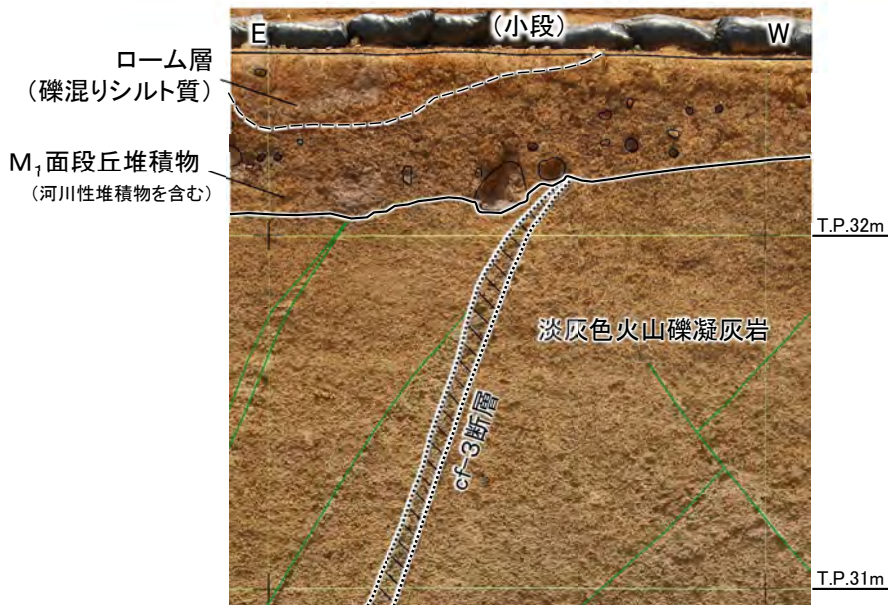 E
(小段)
W
ローム層
(礫混りシルト質)
M1面段丘堆積物
(河川性堆積物を含む)
T.P.32m
淡灰色火山礫凝灰岩
cf-3断層
T.P.31m